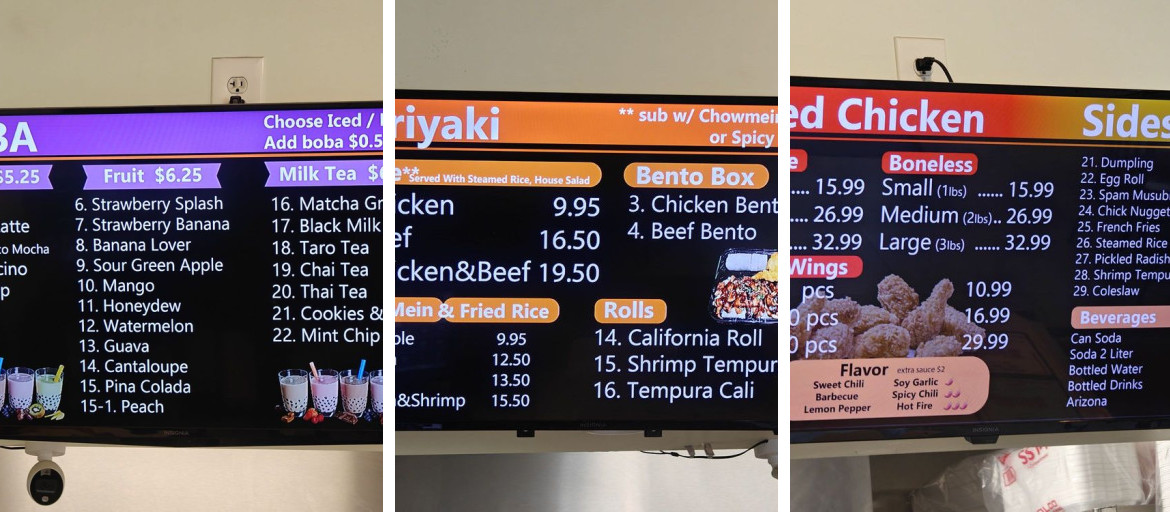 BA
Choose Iced /
Add boba $0.5
$5.25
Fruit $6.25
Milk Tea $
atte
to Mocha
cino
p
6. Strawberry Splash
7. Strawberry Banana
8. Banana Lover
9. Sour Green Apple
10. Mango
11. Honeydew
12. Watermelon
13. Guava
14. Cantaloupe
15. Pina Colada
15-1. Peach
16. Matcha Gr
17. Black Milk
18. Taro Tea
19. Chai Tea
20. Thai Tea
21. Cookies &
22. Mint Chip
riyaki
** sub w/ Chowmein
or Spicy
e** Served With Steamed Rice, House Salad
icken 9.95
ef 16.50
icken&Beef 19.50
Mein & Fried Rice
ble 9.95
12.50
13.50
&Shrimp 15.50
Bento Box
3. Chicken Bent
4. Beef Bento
Rolls
14. California Roll
15. Shrimp Tempur
16. Tempura Cali
ed Chicken
Sides
e
.... 15.99
... 26.99
... 32.99
Boneless
Small (1lbs) ...... 15.99
Medium (2lbs).. 26.99
Large (3lbs) ...... 32.99
Wings
pcs 10.99
0 pcs 16.99
0 pcs 29.99
Flavor extra sauce $2
Sweet Chili
Barbecue
Lemon Pepper
Soy Garlic
Spicy Chili
Hot Fire
21. Dumpling
22. Egg Roll
23. Spam Musub
24. Chick Nugget
25. French Fries
26. Steamed Rice
27. Pickled Radish
28. Shrimp Tempu
29. Coleslaw
Beverages
Can Soda
Soda 2 Liter
Bottled Water
Bottled Drinks
Arizona